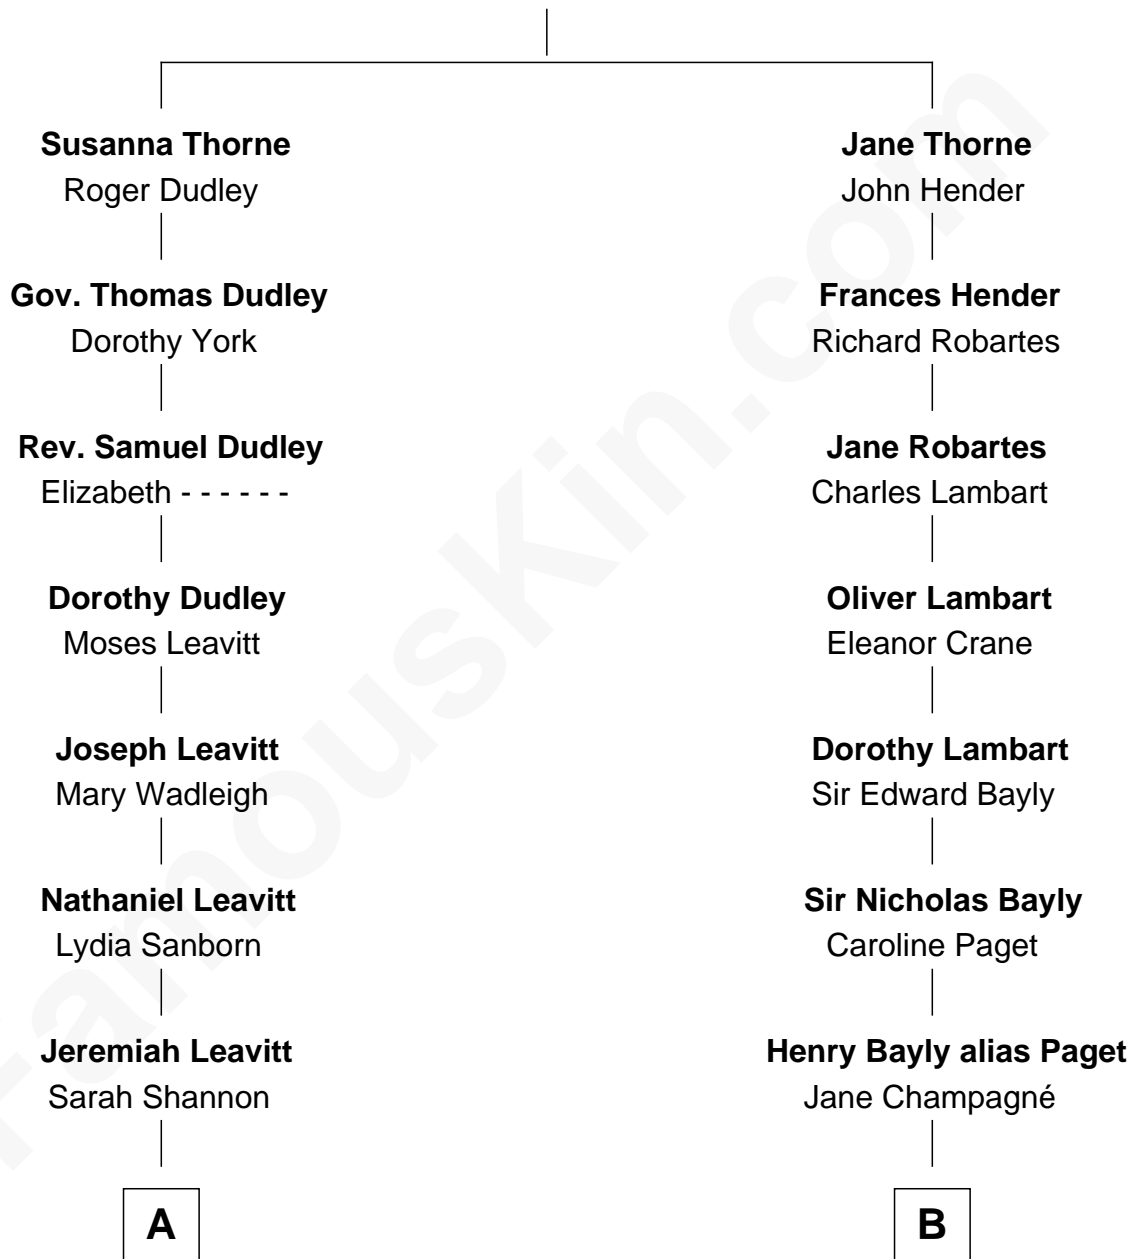 Susanna Thorne
Roger Dudley
Gov. Thomas Dudley
Dorothy York
Rev. Samuel Dudley
Elizabeth - - - - - -
Dorothy Dudley
Moses Leavitt
Joseph Leavitt
Mary Wadleigh
Nathaniel Leavitt
Lydia Sanborn
Jeremiah Leavitt
Sarah Shannon
A
Jane Thorne
John Hender
Frances Hender
Richard Robartes
Jane Robartes
Charles Lambart
Oliver Lambart
Eleanor Crane
Dorothy Lambart
Sir Edward Bayly
Sir Nicholas Bayly
Caroline Paget
Henry Bayly alias Paget
Jane Champagné
B
FamousKin.com